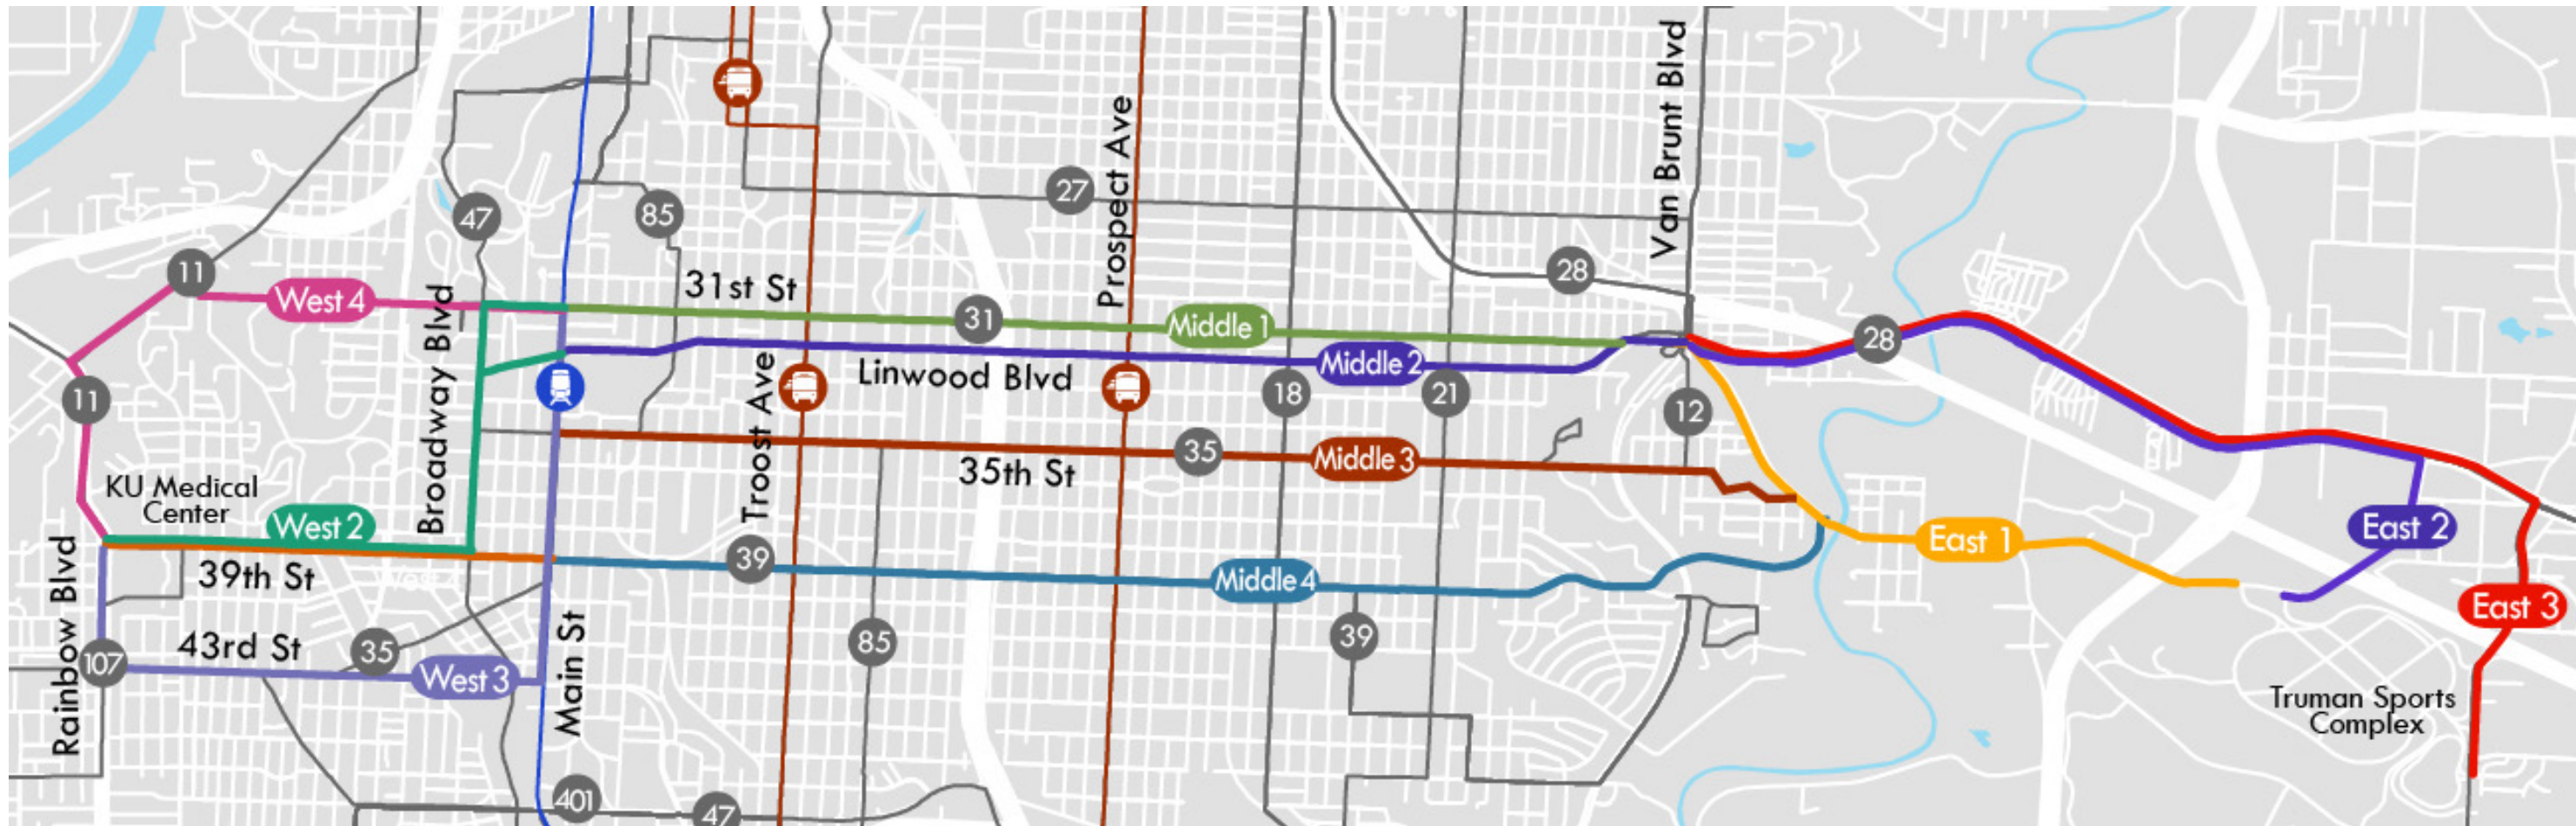 Van Brunt Blvd
Prospect Ave
27
47
85
11
28
31st St
West 4
31
Middle 1
28
Broadway Blvd
Middle 2
Linwood Blvd
Troost Ave
11
18
21
12
35
Middle 3
35th St
KU Medical
Center
West 2
East 2
East 1
39
39th St
Middle 4
East 3
Rainbow Blvd
43rd St
35
85
39
107
West 3
Main St
Truman Sports
Complex
401
47